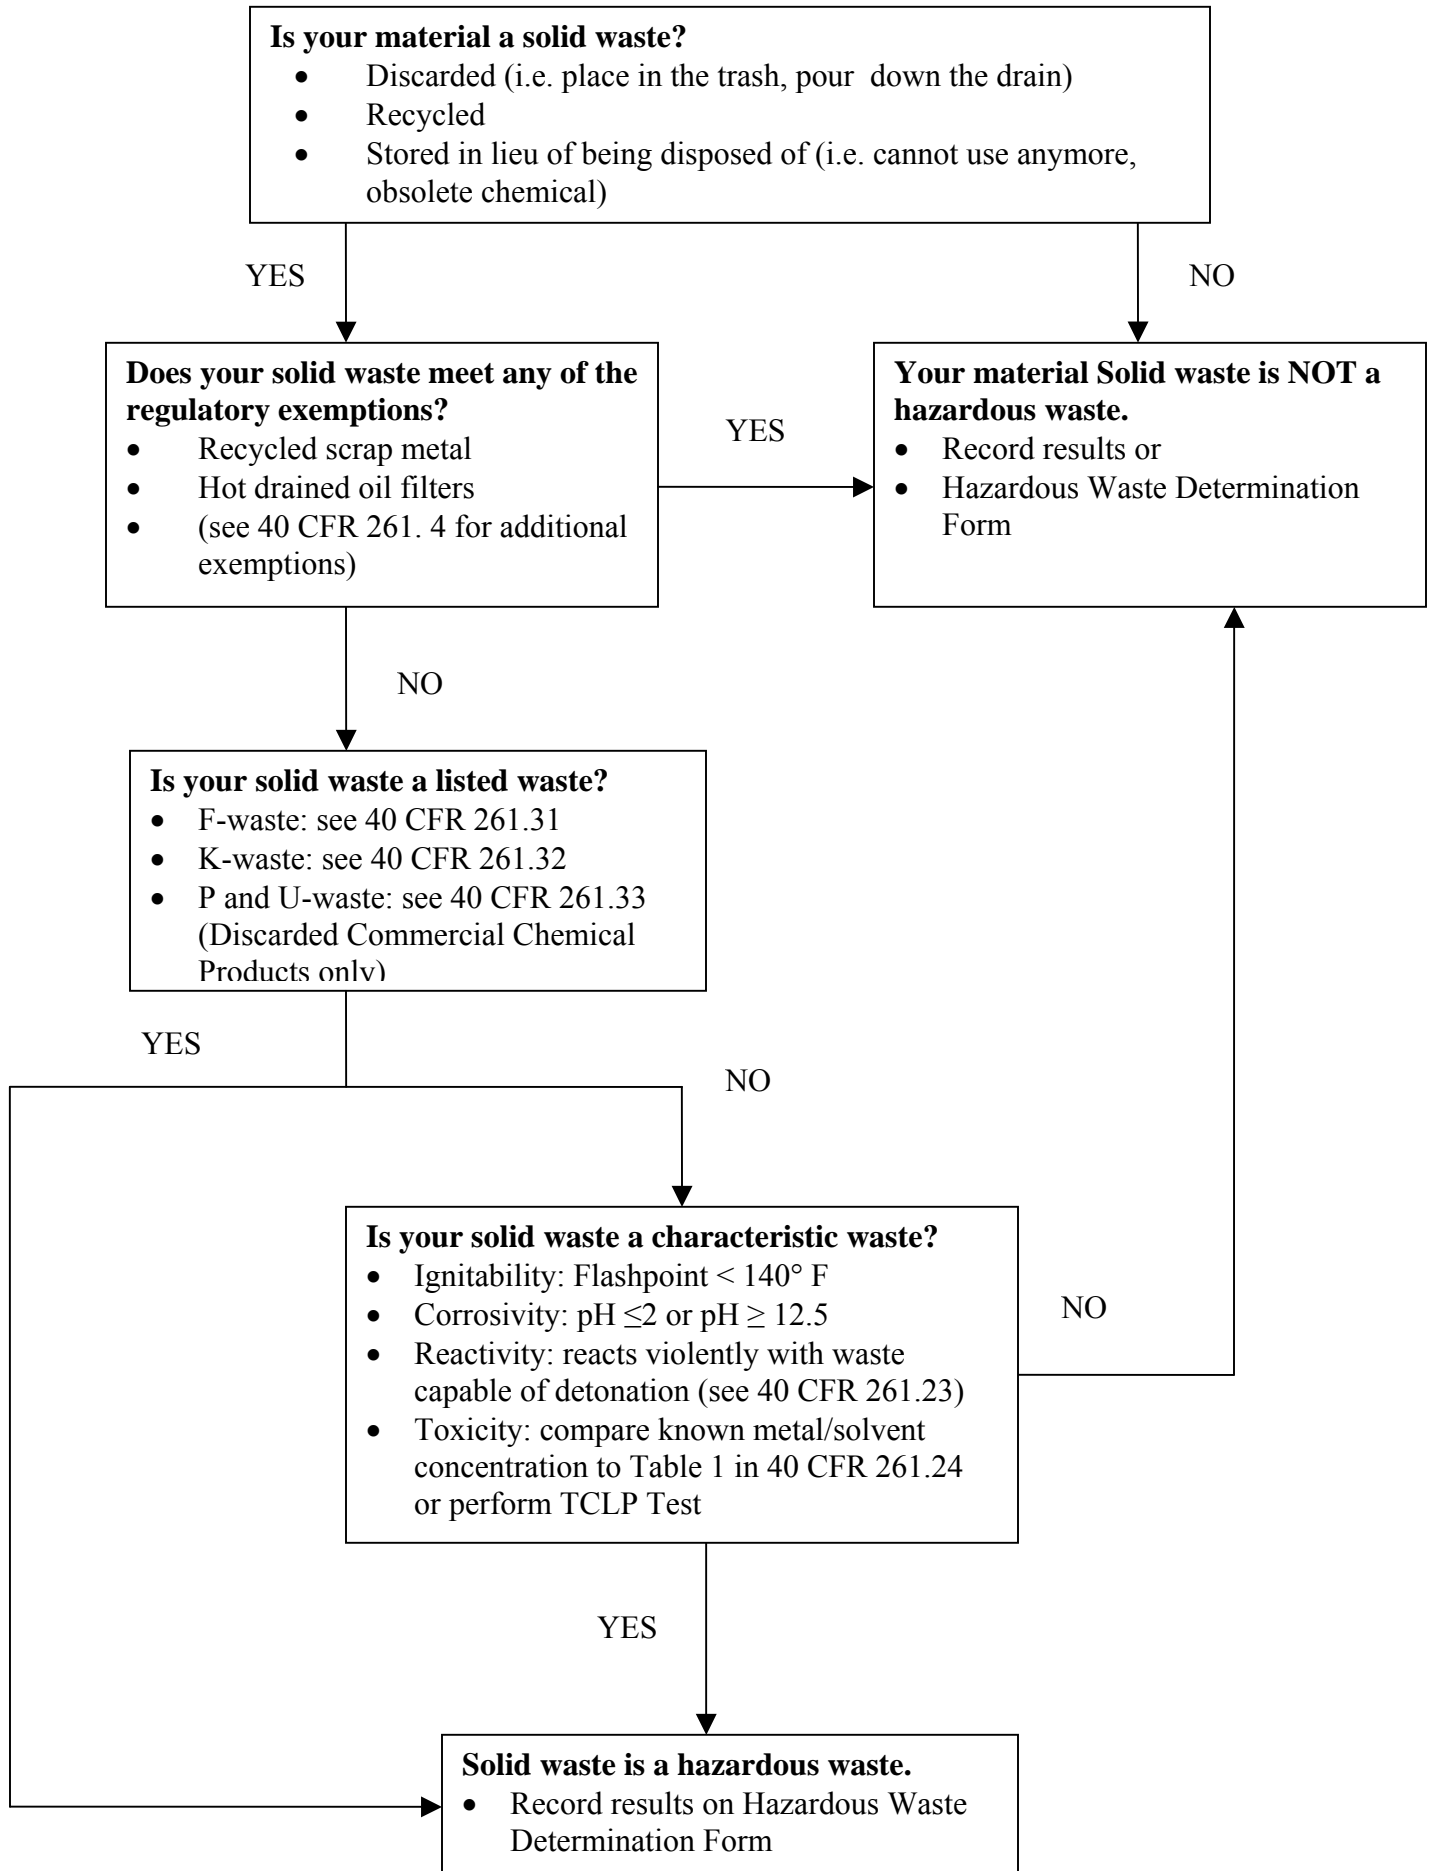 Is your material a solid waste?
• Discarded (i.e. place in the trash, pour  down the drain)
• Recycled
• Stored in lieu of being disposed of (i.e. cannot use anymore,
obsolete chemical)
YES
NO
Does your solid waste meet any of the
regulatory exemptions?
• Recycled scrap metal
• Hot drained oil filters
• (see 40 CFR 261. 4 for additional
exemptions)
YES
Your material Solid waste is NOT a
hazardous waste.
• Record results or
• Hazardous Waste Determination
Form
NO
Is your solid waste a listed waste?
• F-waste: see 40 CFR 261.31
• K-waste: see 40 CFR 261.32
• P and U-waste: see 40 CFR 261.33
(Discarded Commercial Chemical
Products only)
YES
NO
Is your solid waste a characteristic waste?
• Ignitability: Flashpoint < 140° F
• Corrosivity: pH ≤2 or pH ≥ 12.5
• Reactivity: reacts violently with waste
capable of detonation (see 40 CFR 261.23)
• Toxicity: compare known metal/solvent
concentration to Table 1 in 40 CFR 261.24
or perform TCLP Test
NO
YES
Solid waste is a hazardous waste.
• Record results on Hazardous Waste
Determination Form